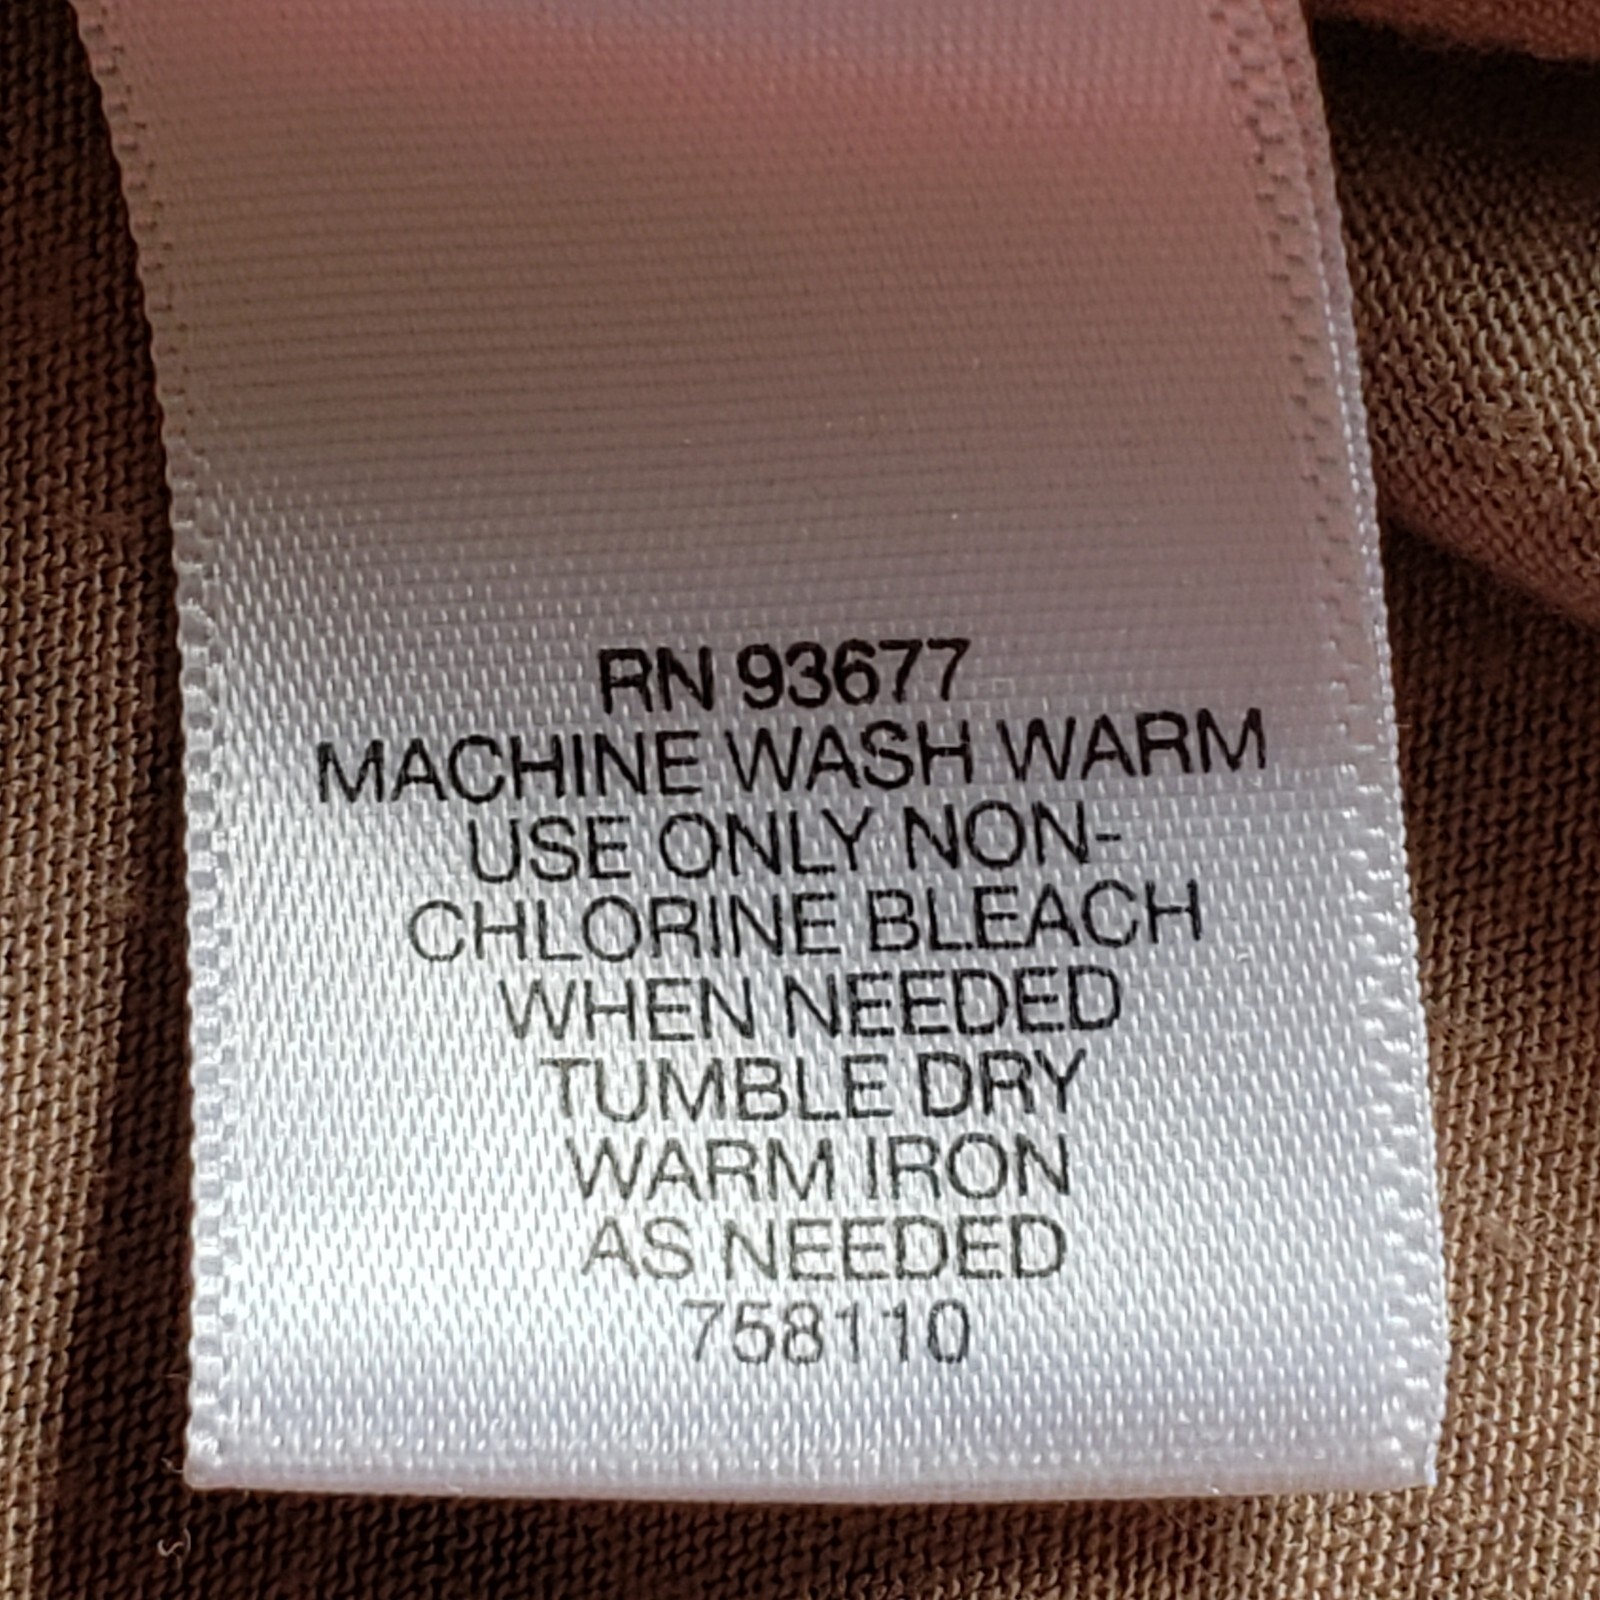 RN 93677
MACHINE WASH WARM
USE ONLY NON-
CHLORINE BLEACH
WHEN NEEDED
TUMBLE DRY
WARM IRON
AS NEEDED
758110